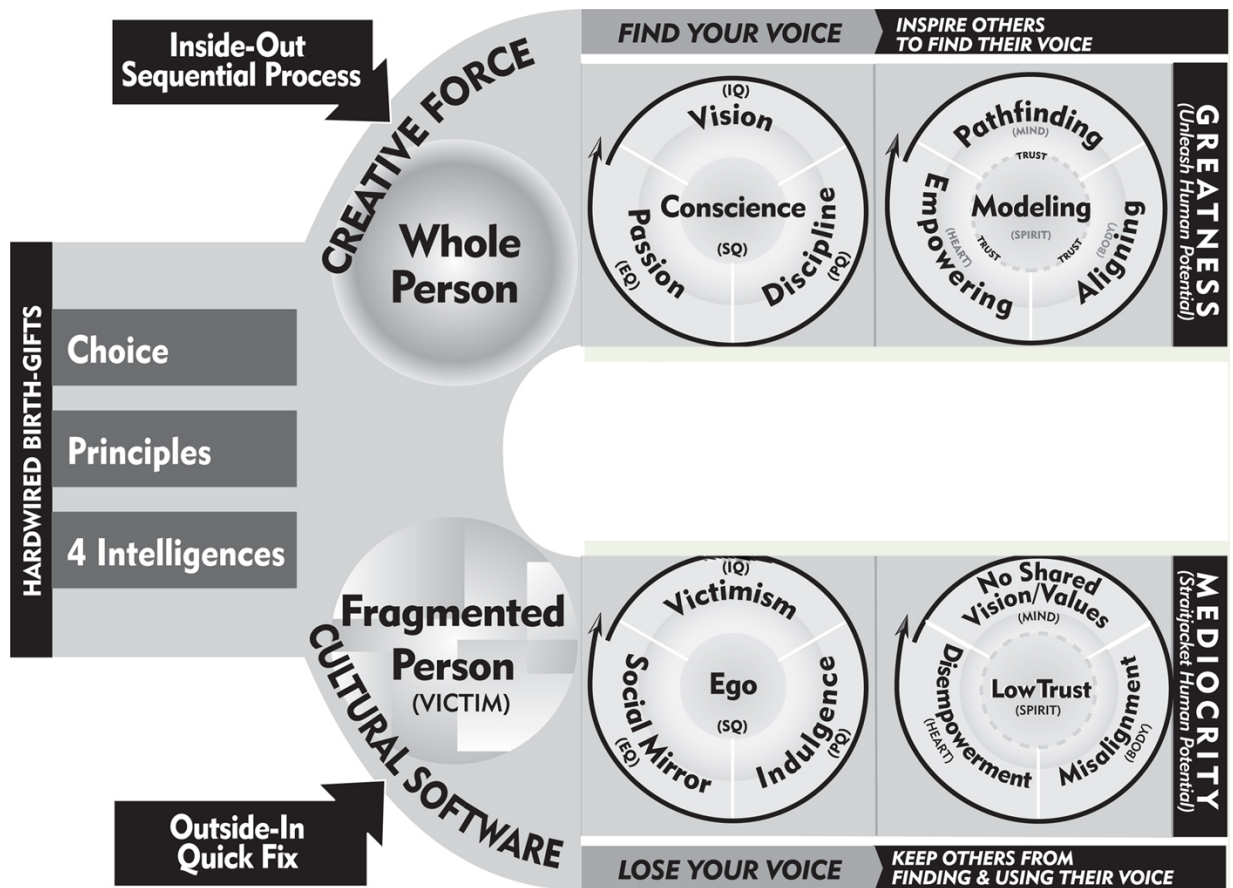 Inside-Out
Sequential Process
CREATIVE FORCE
Whole
Person
HARDWIRED BIRTH-GIFTS
Choice
Principles
4 Intelligences
Fragmented
Person
(VICTIM)
CULTURAL SOFTWARE
Outside-In
Quick Fix
FIND YOUR VOICE
INSPIRE OTHERS
TO FIND THEIR VOICE
(IQ)
Vision
Conscience
(SQ)
Passion
(EQ)
Discipline
(PQ)
Pathfinding
(MIND)
TRUST
Modeling
(SPIRIT)
TRUST
TRUST
Empowering
(HEART)
Aligning
(BODY)
GREATNESS
(Unleash Human Potential)
(IQ)
Victimism
Ego
(SQ)
Social Mirror
(EQ)
Indulgence
(PQ)
No Shared
Vision/Values
(MIND)
Low Trust
(SPIRIT)
Disempowerment
(HEART)
Misalignment
(BODY)
MEDIOCRITY
(Straitjacket Human Potential)
LOSE YOUR VOICE
KEEP OTHERS FROM
FINDING & USING THEIR VOICE